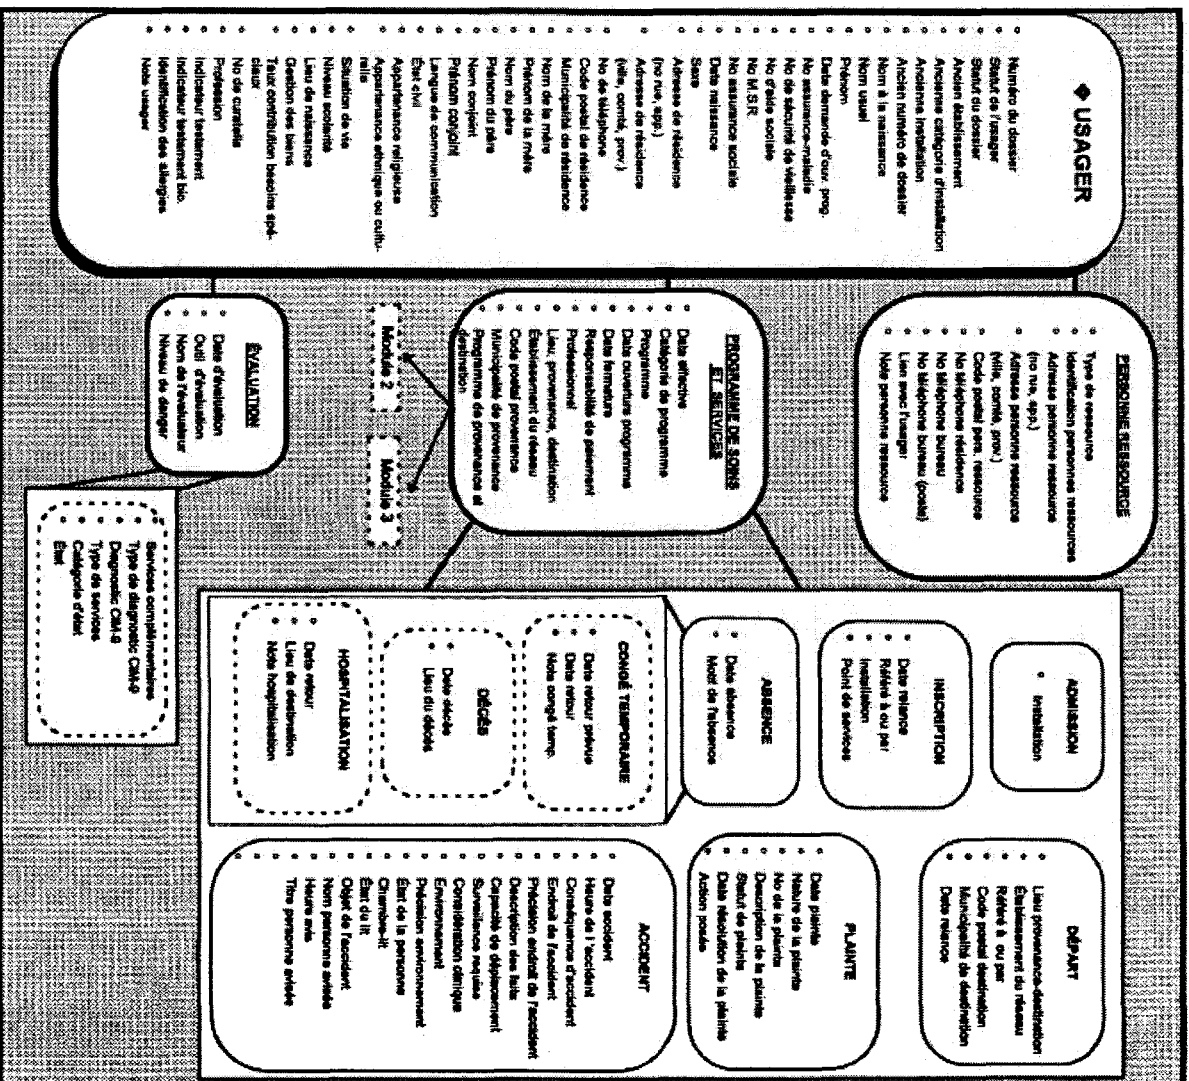 ❖ USAGER
Numéro du dossier
Statut de l'usager
Statut du dossier
Ancien établissement
Ancienne catégorie d'installation
Ancienne installation
Ancien numéro de dossier
Nom à la naissance
Nom usuel
Prénom
Date demande d'ouv. prog.
No assurance-maladie
No de sécurité de vieillesse
No d'aide sociale
No M.S.R.
No assurance sociale
Date naissance
Sexe
Adresse de résidence
(no rue, app.)
Adresse de résidence
(ville, comté, prov.)
No de téléphone
Code postal de résidence
Municipalité de résidence
Nom de la mère
Prénom de la mère
Nom du père
Prénom du père
Nom conjoint
Prénom conjoint
Langue de communication
État civil
Appartenance religieuse
Appartenance ethnique ou cultu-
relle
Situation de vie
Niveau scolarité
Lieu de naissance
Gestion des biens
Taux contribution besoins spé-
ciaux
No de curatelle
Profession
Indicateur testament
Indicateur testament bio.
Identification des allergies
Note usager
PERSONNE RESSOURCE
Type de ressource
Identification personnes ressources
Adresse personne ressource
(no rue, app.)
Adresse personne ressource
(ville, comté, prov.)
Code postal pers. ressource
No téléphone résidence
No téléphone bureau
No téléphone bureau (poste)
Lien avec l'usager
Note personne ressource
PROGRAMME DE SOINS
ET SERVICES
Date effective
Catégorie de programme
Programme
Date ouverture programme
Date fermeture
Responsabilité de paiement
Professionnel
Lieu, provenance, destination
Établissement du réseau
Code postal provenance
Municipalité de provenance
Programme de provenance et
destination
Module 2
Module 3
ÉVALUATION
Date d'évaluation
Outil d'évaluation
Nom de l'évaluateur
Niveau de danger
Services complémentaires
Type de diagnostic CIM-9
Diagnostic CIM-9
Type de services
Catégorie d'état
État
ADMISSION
Installation
INSCRIPTION
Date relance
Référé à ou par
Installation
Point de services
ABSENCE
Date absence
Motif de l'absence
CONGÉ TEMPORAIRE
Date retour prévue
Date retour
Note congé temp.
DÉCÈS
Date décès
Lieu du décès
HOSPITALISATION
Date retour
Lieu de destination
Note hospitalisation
DÉPART
Lieu provenance-destination
Établissement du réseau
Référé à ou par
Code postal destination
Municipalité de destination
Date relance
PLAINTE
Date plainte
Nature de la plainte
No de la plainte
Description de la plainte
Statut de plainte
Date résolution de la plainte
Action posée
ACCIDENT
Date accident
Heure de l'accident
Conséquence d'accident
Endroit de l'accident
Précision endroit de l'accident
Description des faits
Capacité de déplacement
Surveillance requise
Considération clinique
Environnement
Précision environnement
État de la personne
Chambre-lit
État du lit
Objet de l'accident
Nom personne avisée
Heure avis
Titre personne avisée